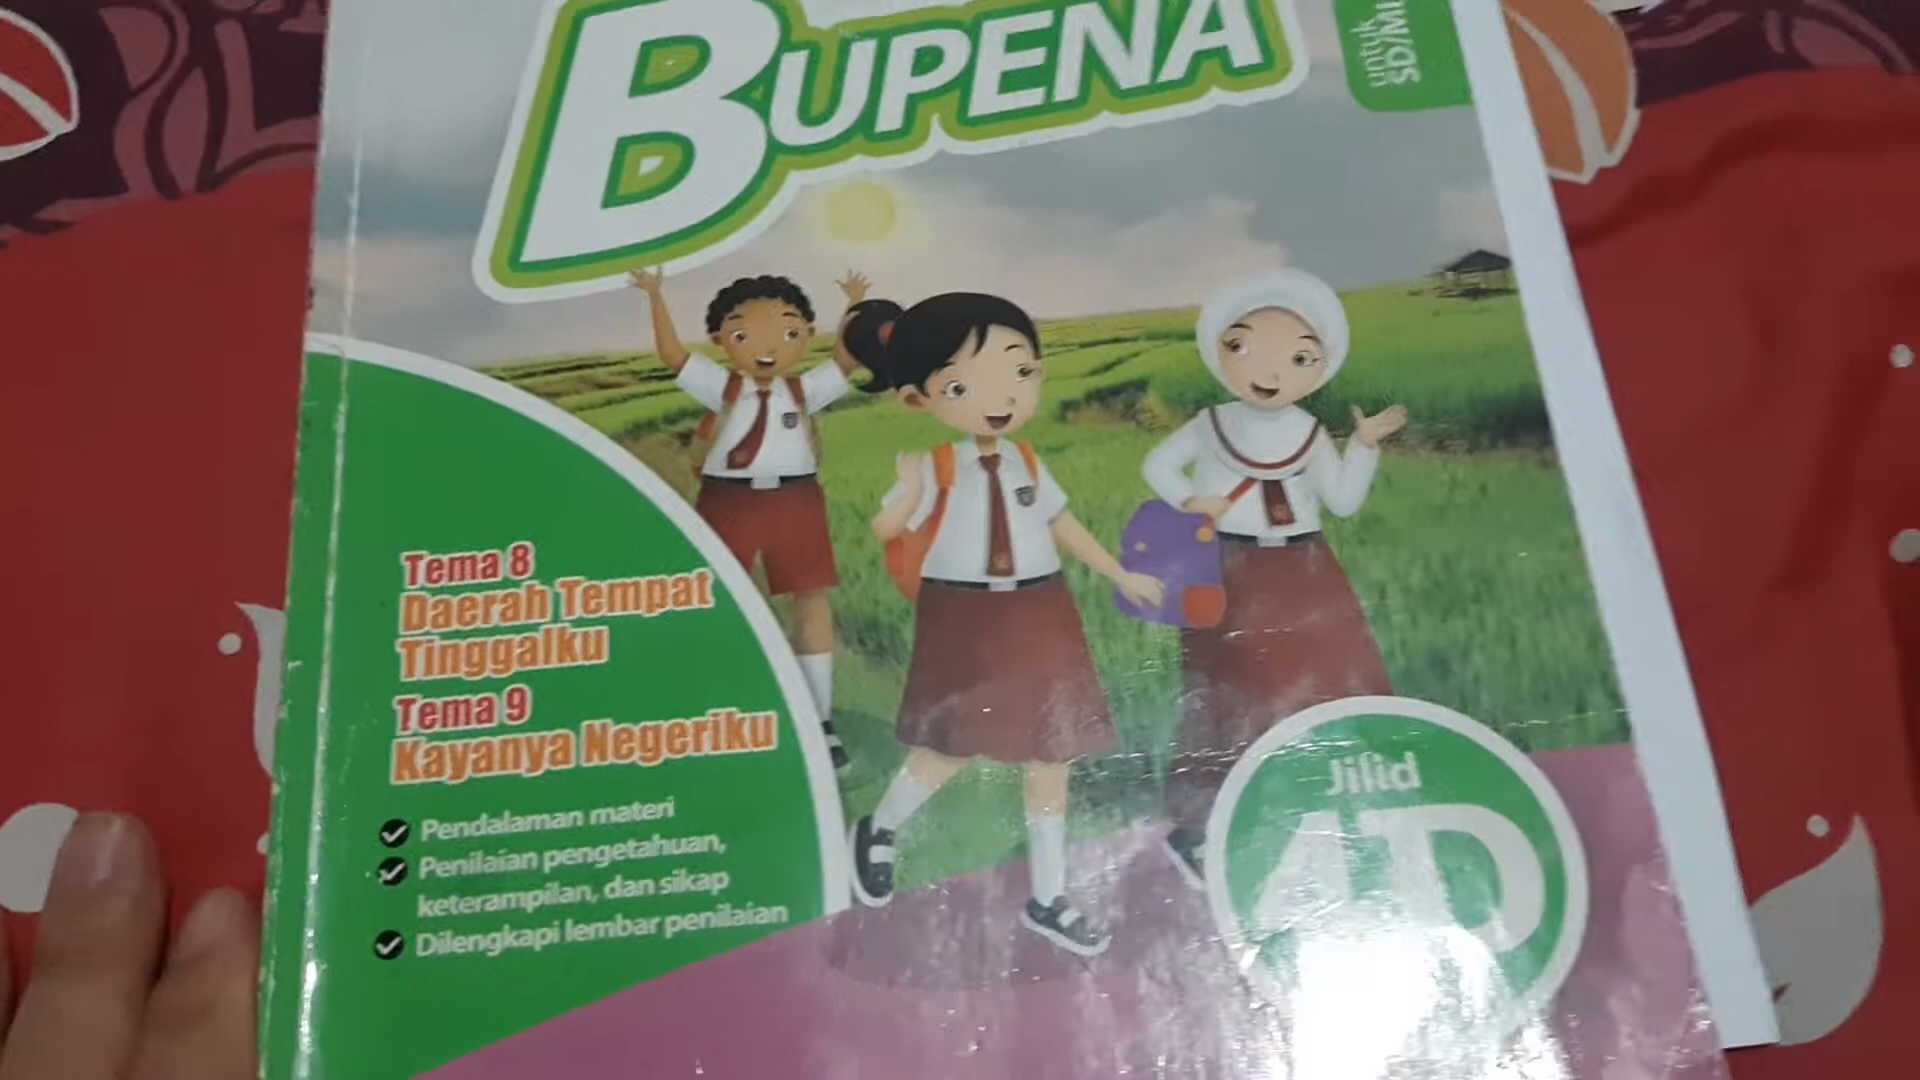 BUPENA
untuk
SD/MI
Tema 8
Daerah Tempat
Tinggalku
Tema 9
Kayanya Negeriku
Pendalaman materi
Penilaian pengetahuan,
keterampilan, dan sikap
Dilengkapi lembar penilaian
Jilid
4D